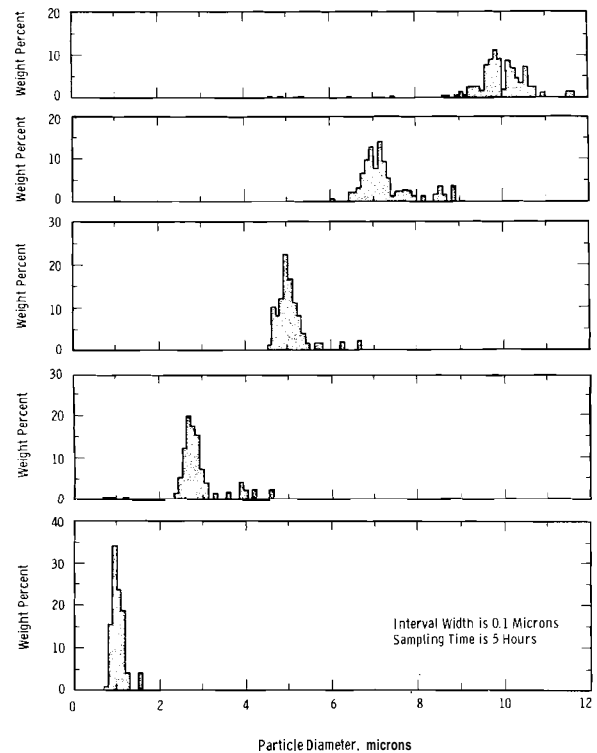 Weight Percent
20
10
0
Weight Percent
20
10
0
Weight Percent
30
20
10
0
Weight Percent
30
20
10
0
Weight Percent
40
30
20
10
0
Interval Width is 0.1 Microns
Sampling Time is 5 Hours
0 2 4 6 8 10 12
Particle Diameter, microns